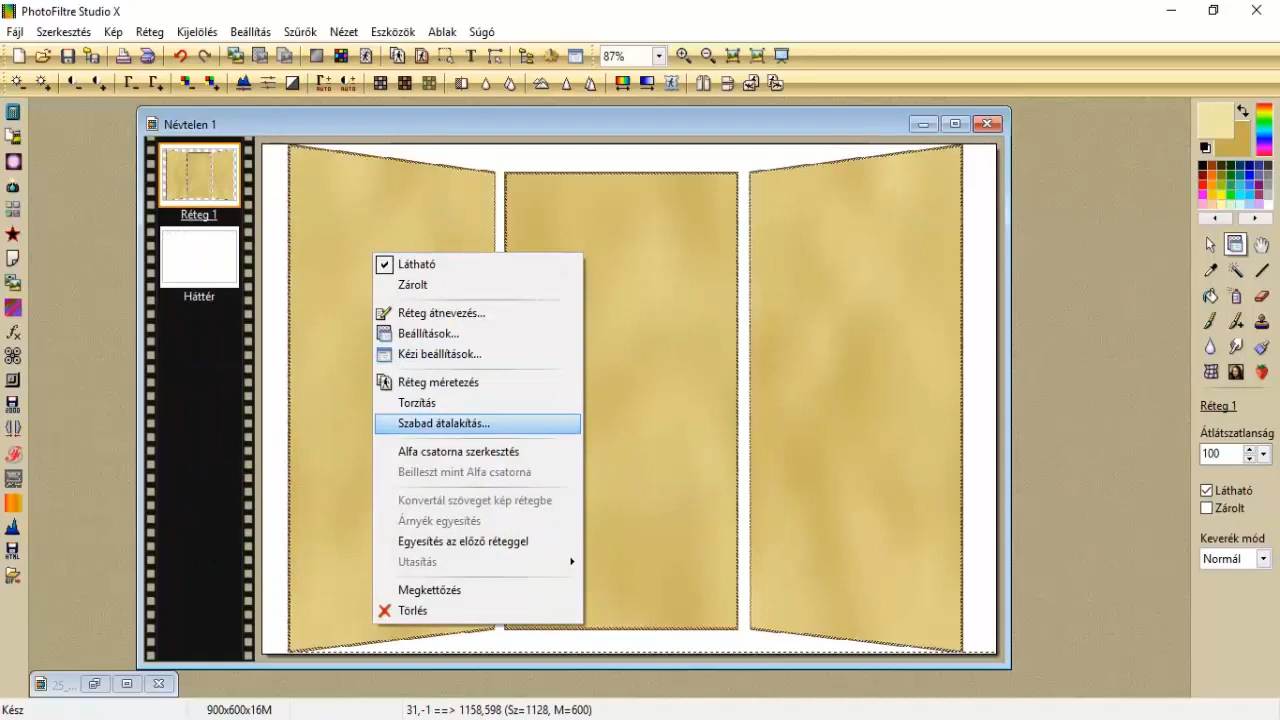 PhotoFiltre Studio X
Fájl Szerkesztés Kép Réteg Kijelölés Beállítás Szűrők Nézet Eszközök Ablak Súgó
87%
AUTO AUTO
Névtelen 1
Réteg 1
Háttér
Látható
Zárolt
Réteg átnevezés...
Beállítások...
Kézi beállítások...
Réteg méretezés
Torzítás
Szabad átalakítás...
Alfa csatorna szerkesztés
Beilleszt mint Alfa csatorna
Konvertál szöveget kép rétegbe
Árnyék egyesítés
Egyesítés az előző réteggel
Utasítás
Megkettőzés
Törlés
Réteg 1
Átlátszatlanság
100
Látható
Zárolt
Keverék mód
Normál
25_...
Kész 900x600x16M 31,-1 ==> 1158,598 (Sz=1128, M=600)